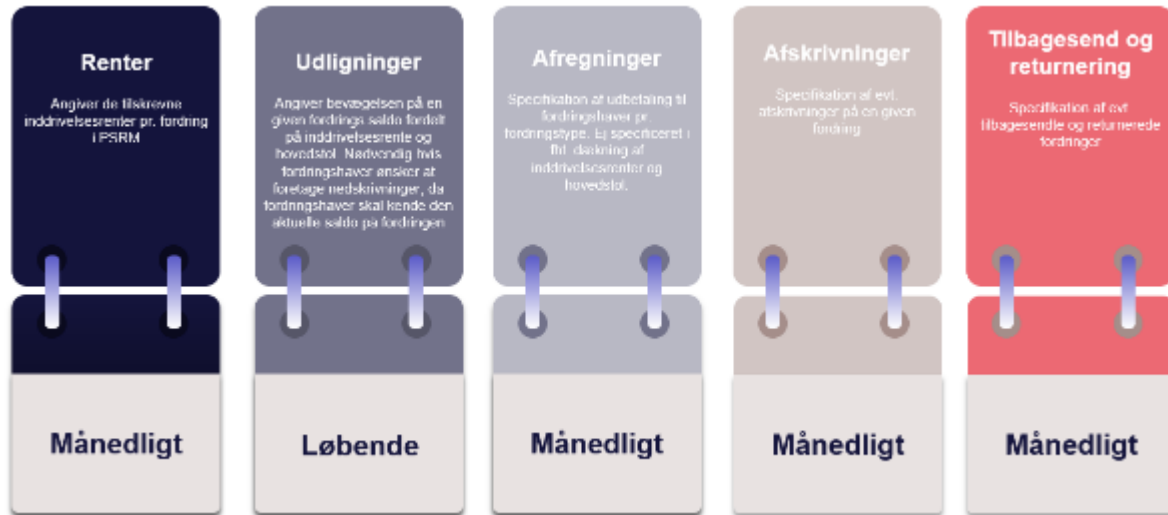 Renter
Angiver de tilskrevne
inddrivelsesrenter pr. fordring
i PSRM
Månedligt
Udligninger
Angiver bevægelsen på en
given fordrings saldo fordelt
på inddrivelsesrente og
hovedstol. Nødvendig hvis
fordringshaver ønsker at
foretage nedskrivninger, da
fordringshaver skal kende den
aktuelle saldo på fordringen
Løbende
Afregninger
Specifikation af udbetaling til
fordringshaver pr.
fordringstype. Ej specificeret i
fht. dækning af
inddrivelsesrenter og
hovedstol.
Månedligt
Afskrivninger
Specifikation af evt.
afskrivninger på en given
fordring
Månedligt
Tilbagesend og
returnering
Specifikation af evt.
tilbagesendte og returnerede
fordringer
Månedligt